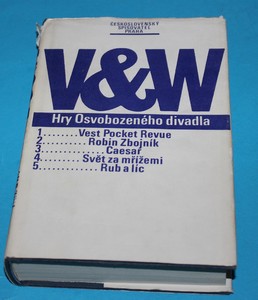 ČESKOSLOVENSKÝ
SPISOVATEL
PRAHA
V&W
Hry Osvobozeného divadla
1........Vest Pocket Revue
2..........Robin Zbojník
3..............Caesar
4..........Svět za mřížemi
5..............Rub a líc